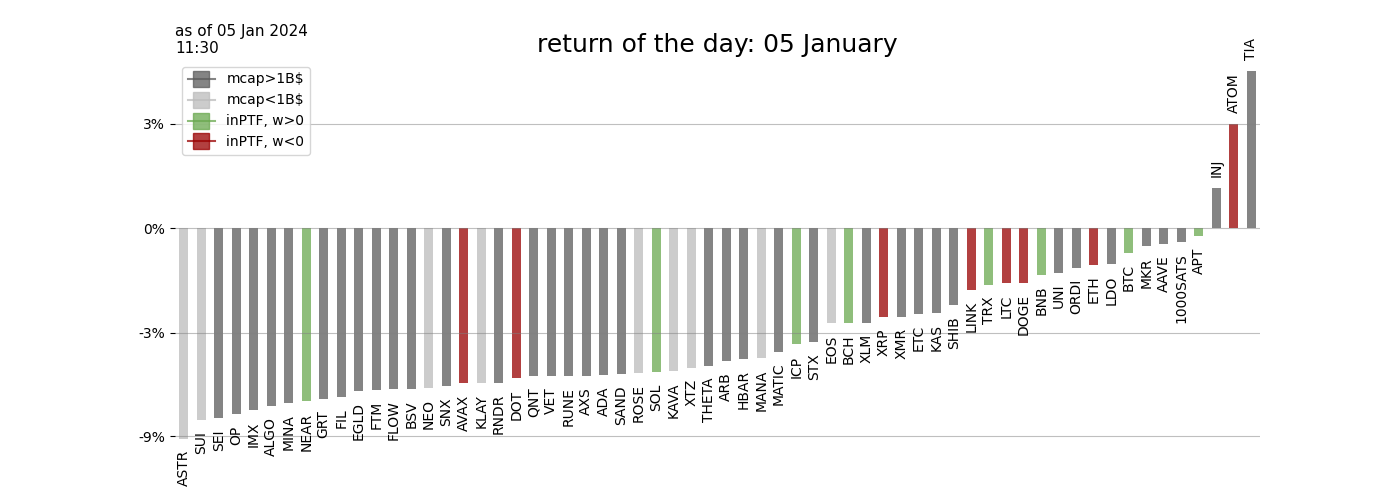 as of 05 Jan 2024
11:30
return of the day: 05 January
mcap>1B$
mcap<1B$
inPTF, w>0
inPTF, w<0
3%
0%
-3%
-9%
ASTR
SUI
SEI
OP
IMX
ALGO
MINA
NEAR
GRT
FIL
EGLD
FTM
FLOW
BSV
NEO
SNX
AVAX
KLAY
RNDR
DOT
QNT
VET
RUNE
AXS
ADA
SAND
ROSE
SOL
KAVA
XTZ
THETA
ARB
HBAR
MANA
MATIC
ICP
STX
EOS
BCH
XLM
XRP
XMR
ETC
KAS
SHIB
LINK
TRX
LTC
DOGE
BNB
UNI
ORDI
ETH
LDO
BTC
MKR
AAVE
1000SATS
APT
INJ
ATOM
TIA